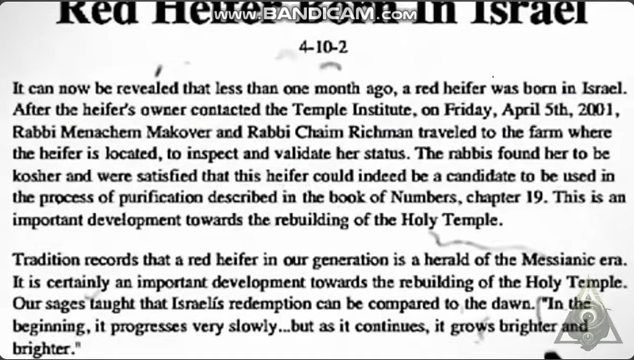 www.BANDICAM.com
Red Heifer Born In Israel
4-10-2
It can now be revealed that less than one month ago, a red heifer was born in Israel.
After the heifer's owner contacted the Temple Institute, on Friday, April 5th, 2001,
Rabbi Menachem Makover and Rabbi Chaim Richman traveled to the farm where
the heifer is located, to inspect and validate her status. The rabbis found her to be
kosher and were satisfied that this heifer could indeed be a candidate to be used in
the process of purification described in the book of Numbers, chapter 19. This is an
important development towards the rebuilding of the Holy Temple.
Tradition records that a red heifer in our generation is a herald of the Messianic era.
It is certainly an important development towards the rebuilding of the Holy Temple.
Our sages taught that Israelís redemption can be compared to the dawn. "In the
beginning, it progresses very slowly...but as it continues, it grows brighter and
brighter."